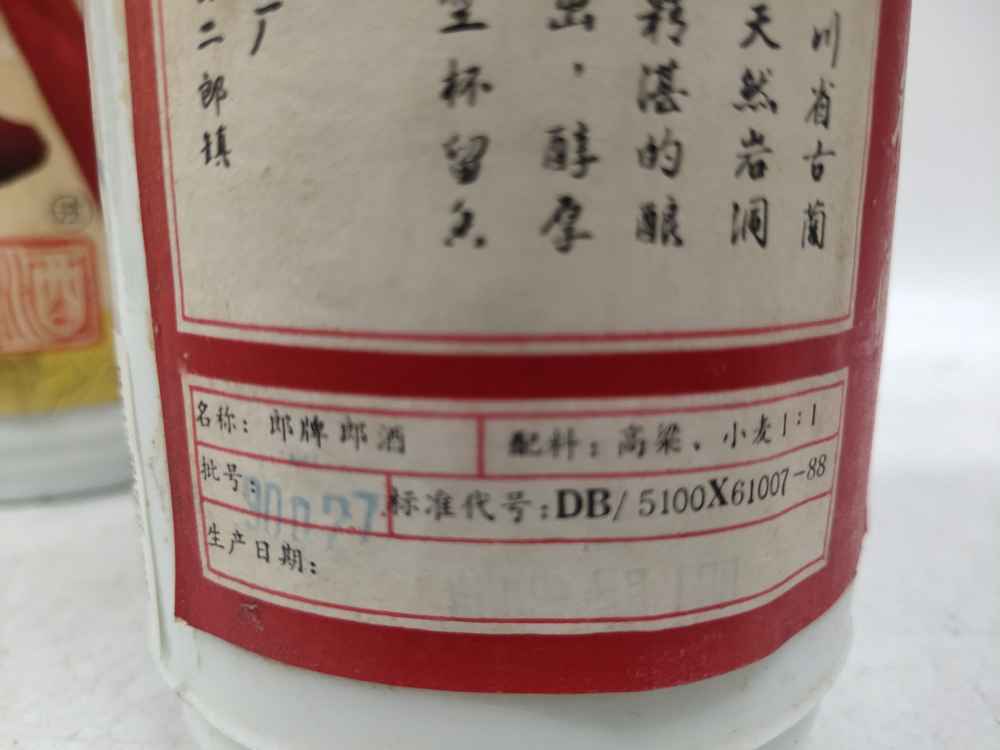 川省古蔺
天然岩洞
湛的酿
出，醇厚
杯留香
厂
二郎镇
名称：郎牌郎酒
配料：高粱、小麦1:1
批号：
标准代号：DB/ 5100X61007-88
生产日期：
酒